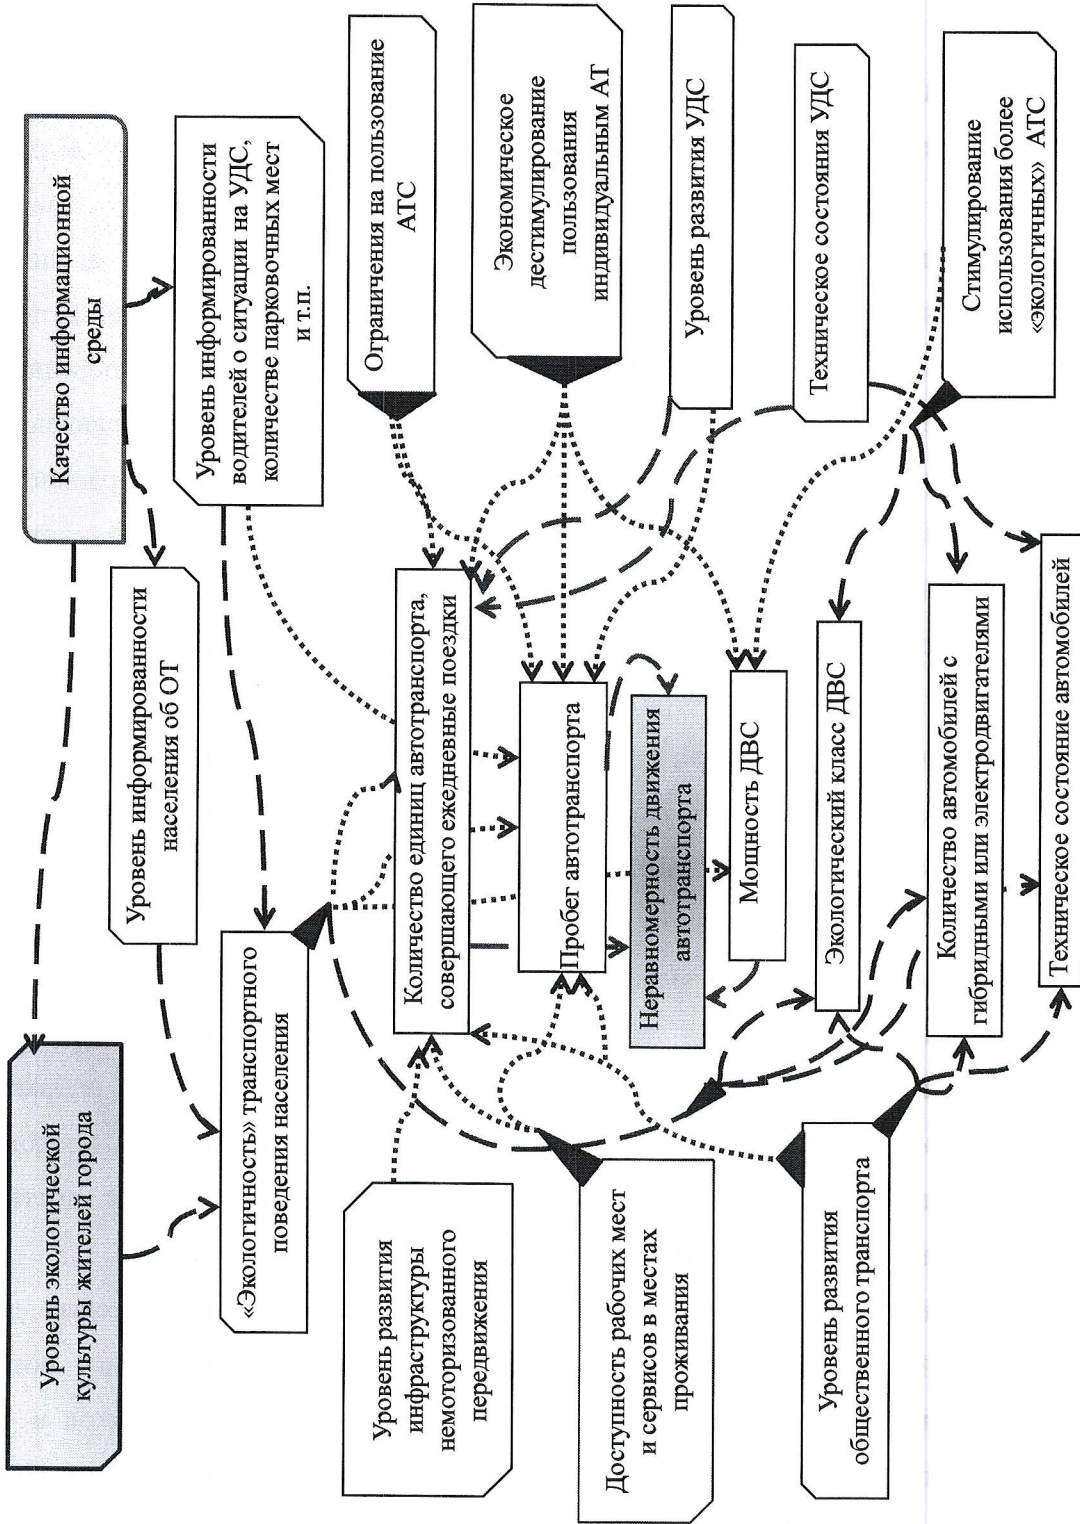 Качество информационной
среды
Уровень экологической
культуры жителей города
Уровень информированности
населения об ОТ
Уровень информированности
водителей о ситуации на УДС,
количестве парковочных мест
и т.п.
«Экологичность» транспортного
поведения населения
Ограничения на пользование
АТС
Экономическое
дестимулирование
пользования
индивидуальным АТ
Уровень развития УДС
Техническое состояния УДС
Стимулирование
использования более
«экологичных» АТС
Количество единиц автотранспорта,
совершающего ежедневные поездки
Пробег автотранспорта
Неравномерность движения
автотранспорта
Мощность ДВС
Экологический класс ДВС
Количество автомобилей с
гибридными или электродвигателями
Техническое состояние автомобилей
Уровень развития
инфраструктуры
немоторизованного
передвижения
Доступность рабочих мест
и сервисов в местах
проживания
Уровень развития
общественного транспорта